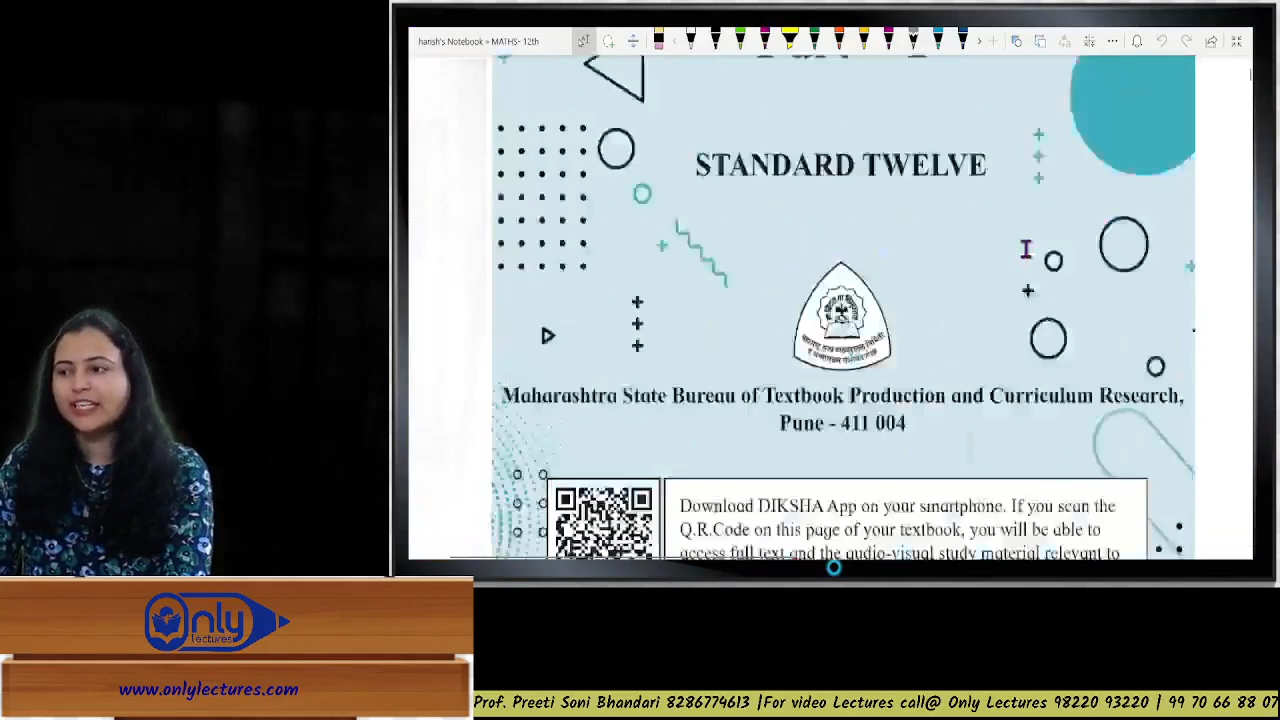 harish's Notebook » MATHS- 12th
STANDARD TWELVE
Maharashtra State Bureau of Textbook Production and Curriculum Research,
Pune - 411 004
Download DIKSHA App on your smartphone. If you scan the
Q.R.Code on this page of your textbook, you will be able to
access full text and the audio-visual study material relevant to
Only
lectures
www.onlylectures.com
Prof. Preeti Soni Bhandari 8286774613 |For video Lectures call@ Only Lectures 98220 93220 | 99 70 66 88 07